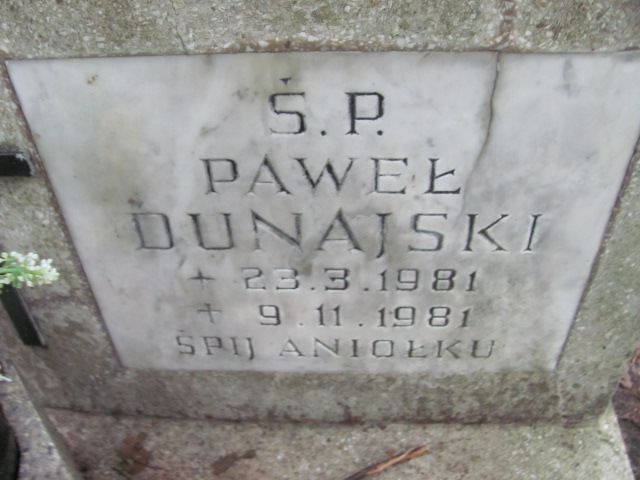 Ś.P.
PAWEŁ
DUNAJSKI
+ 23.3.1981
+ 9.11.1981
ŚPIJ ANIOŁKU